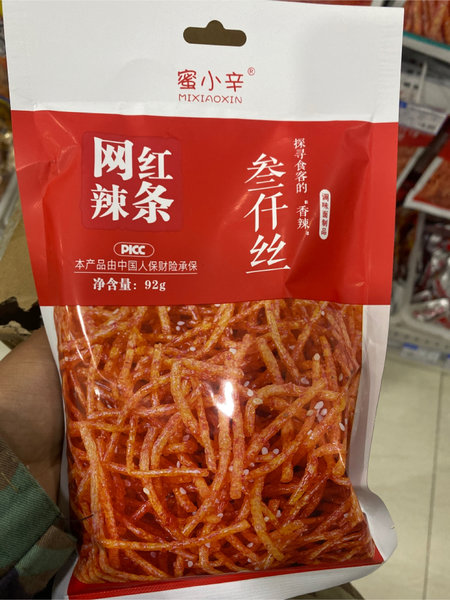 蜜小辛®
MIXIAOXIN
网红
辣条
叁仟丝
探寻食客的
"香辣"
调味面制品
PICC
本产品由中国人保财险承保
净含量：92g